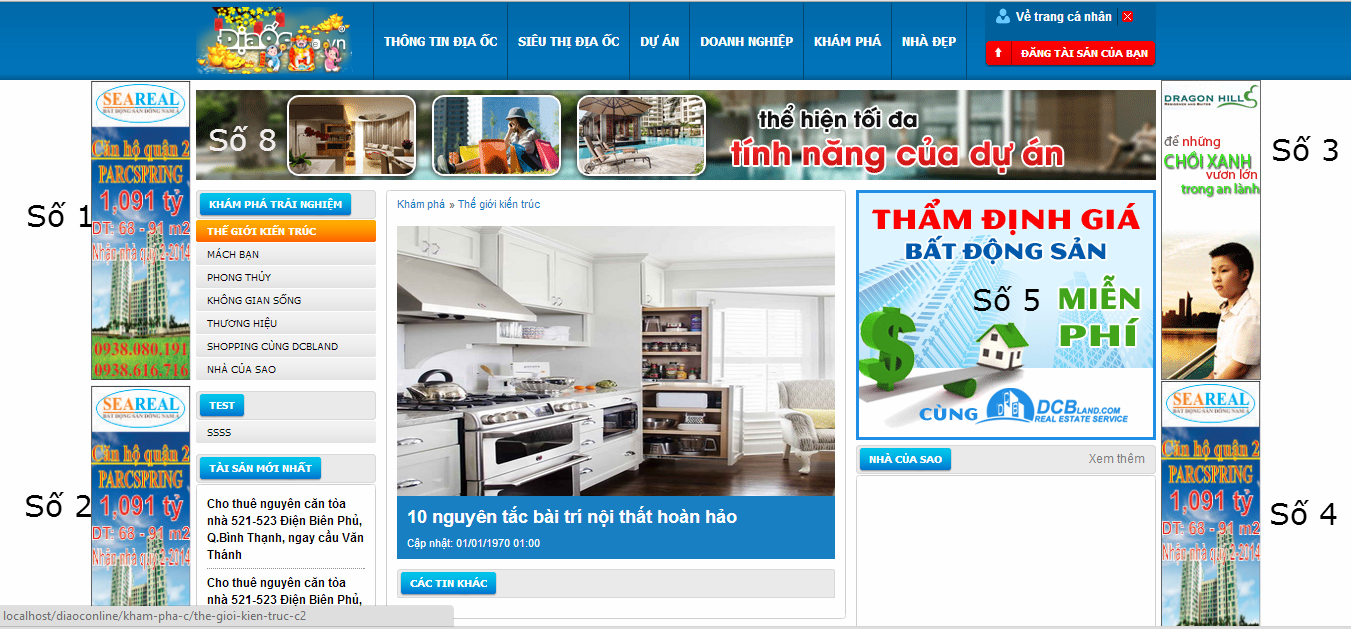 ĐịaỐc
.vn
THÔNG TIN ĐỊA ỐC
SIÊU THỊ ĐỊA ỐC
DỰ ÁN
DOANH NGHIỆP
KHÁM PHÁ
NHÀ ĐẸP
Về trang cá nhân
ĐĂNG TÀI SẢN CỦA BẠN
Số 1
SEAREAL
BẤT ĐỘNG SẢN ĐÔNG NAM Á
Căn hộ quận 2
PARCSPRING
1,091 tỷ
DT: 68 - 91 m2
Nhận nhà quý 2-2014
0938.080.191
0938.616.716
Số 2
SEAREAL
BẤT ĐỘNG SẢN ĐÔNG NAM Á
Căn hộ quận 2
PARCSPRING
1,091 tỷ
DT: 68 - 91 m2
Nhận nhà quý 2-2014
Số 8
thể hiện tối đa
tính năng của dự án
KHÁM PHÁ TRẢI NGHIỆM
THẾ GIỚI KIẾN TRÚC
MÁCH BẠN
PHONG THỦY
KHÔNG GIAN SỐNG
THƯƠNG HIỆU
SHOPPING CÙNG DCBLAND
NHÀ CỦA SAO
TEST
SSSS
TÀI SẢN MỚI NHẤT
Cho thuê nguyên căn tòa
nhà 521-523 Điện Biên Phủ,
Q.Bình Thạnh, ngay cầu Văn
Thánh
Cho thuê nguyên căn tòa
nhà 521-523 Điện Biên Phủ,
Khám phá » Thế giới kiến trúc
10 nguyên tắc bài trí nội thất hoàn hảo
Cập nhật: 01/01/1970 01:00
CÁC TIN KHÁC
THẨM ĐỊNH GIÁ
BẤT ĐỘNG SẢN
Số 5
MIỄN
PHÍ
CÙNG
DCBLAND.COM
REAL ESTATE SERVICE
NHÀ CỦA SAO
Xem thêm
DRAGON HILLS
để những
CHỒI XANH
vươn lớn
trong an lành
Số 3
SEAREAL
BẤT ĐỘNG SẢN ĐÔNG NAM Á
Căn hộ quận 2
PARCSPRING
1,091 tỷ
DT: 68 - 91 m2
Nhận nhà quý 2-2014
Số 4
localhost/diaoconline/kham-pha-c/the-gioi-kien-truc-c2